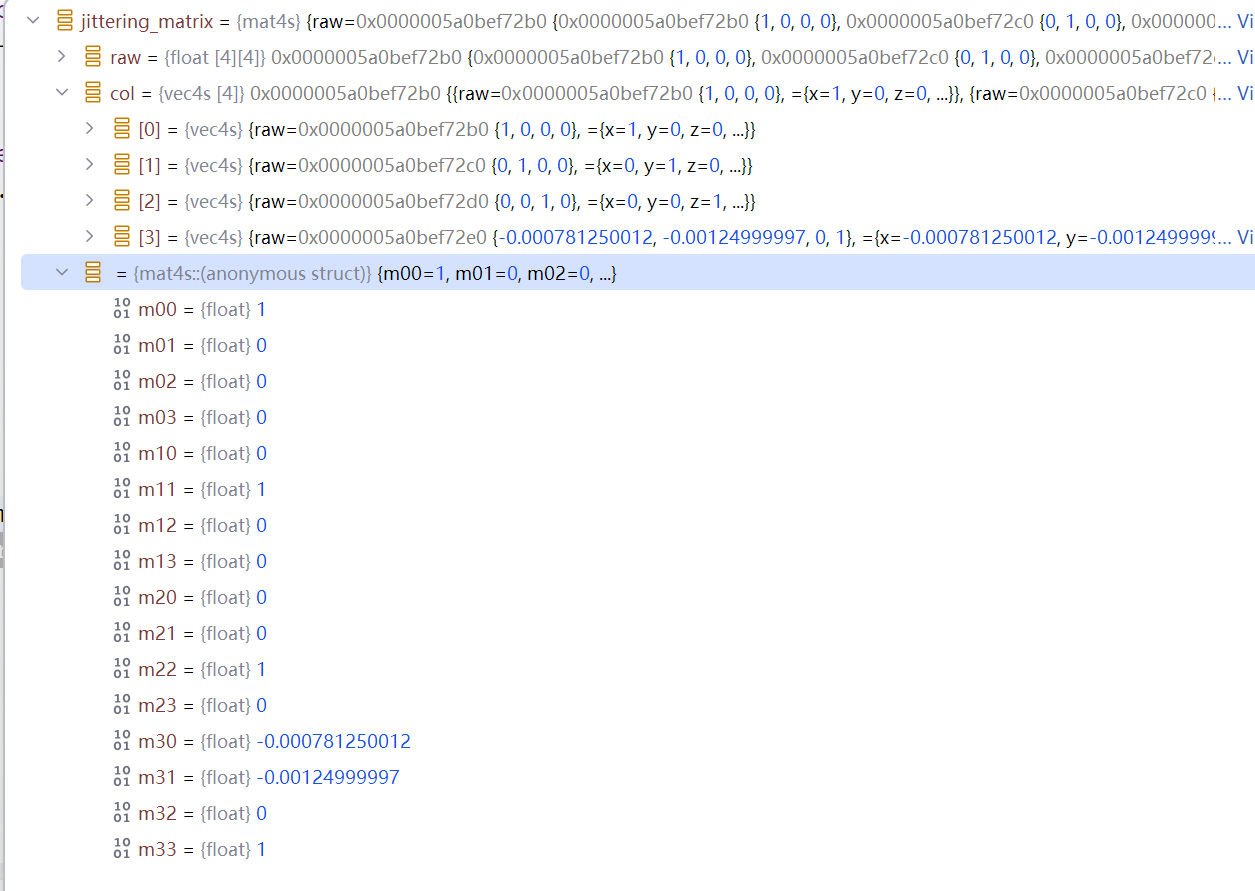 jittering_matrix = {mat4s} {raw=0x0000005a0bef72b0 {0x0000005a0bef72b0 {1, 0, 0, 0}, 0x0000005a0bef72c0 {0, 1, 0, 0}, 0x000000... Vi
raw = {float [4][4]} 0x0000005a0bef72b0 {0x0000005a0bef72b0 {1, 0, 0, 0}, 0x0000005a0bef72c0 {0, 1, 0, 0}, 0x0000005a0bef72... Vi
col = {vec4s [4]} 0x0000005a0bef72b0 {{raw=0x0000005a0bef72b0 {1, 0, 0, 0}, ={x=1, y=0, z=0, ...}}, {raw=0x0000005a0bef72c0 {... Vi
[0] = {vec4s} {raw=0x0000005a0bef72b0 {1, 0, 0, 0}, ={x=1, y=0, z=0, ...}}
[1] = {vec4s} {raw=0x0000005a0bef72c0 {0, 1, 0, 0}, ={x=0, y=1, z=0, ...}}
[2] = {vec4s} {raw=0x0000005a0bef72d0 {0, 0, 1, 0}, ={x=0, y=0, z=1, ...}}
[3] = {vec4s} {raw=0x0000005a0bef72e0 {-0.000781250012, -0.00124999997, 0, 1}, ={x=-0.000781250012, y=-0.001249999... Vi
= {mat4s::(anonymous struct)} {m00=1, m01=0, m02=0, ...}
m00 = {float} 1
m01 = {float} 0
m02 = {float} 0
m03 = {float} 0
m10 = {float} 0
m11 = {float} 1
m12 = {float} 0
m13 = {float} 0
m20 = {float} 0
m21 = {float} 0
m22 = {float} 1
m23 = {float} 0
m30 = {float} -0.000781250012
m31 = {float} -0.00124999997
m32 = {float} 0
m33 = {float} 1